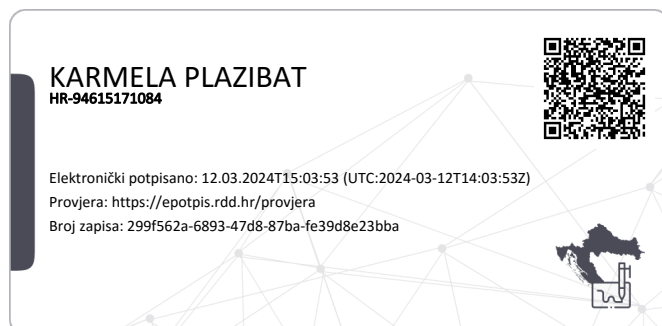 KARMELA PLAZIBAT
HR-94615171084
Elektronički potpisano: 12.03.2024T15:03:53 (UTC:2024-03-12T14:03:53Z)
Provjera: https://epotpis.rdd.hr/provjera
Broj zapisa: 299f562a-6893-47d8-87ba-fe39d8e23bba